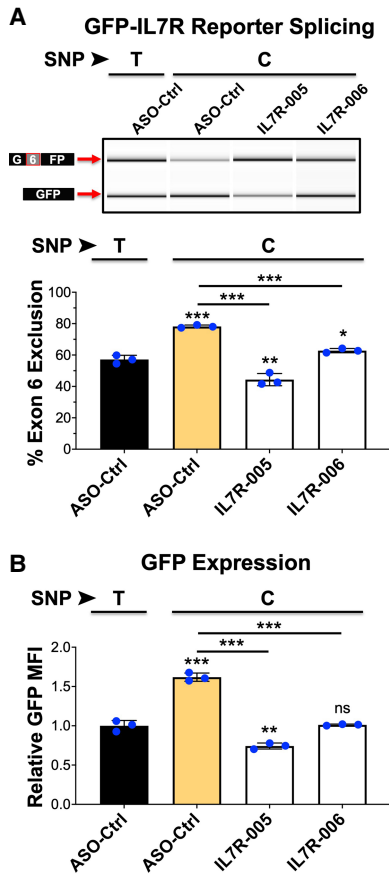 A
GFP-IL7R Reporter Splicing
SNP ➤ T C
ASO-Ctrl ASO-Ctrl IL7R-005 IL7R-006
G 6 FP
GFP
SNP ➤ T C
***
***
*** ** *
% Exon 6 Exclusion
100
80
60
40
20
0
ASO-Ctrl ASO-Ctrl IL7R-005 IL7R-006
B
GFP Expression
SNP ➤ T C
***
***
*** ** ns
Relative GFP MFI
2.0
1.5
1.0
0.5
0.0
ASO-Ctrl ASO-Ctrl IL7R-005 IL7R-006